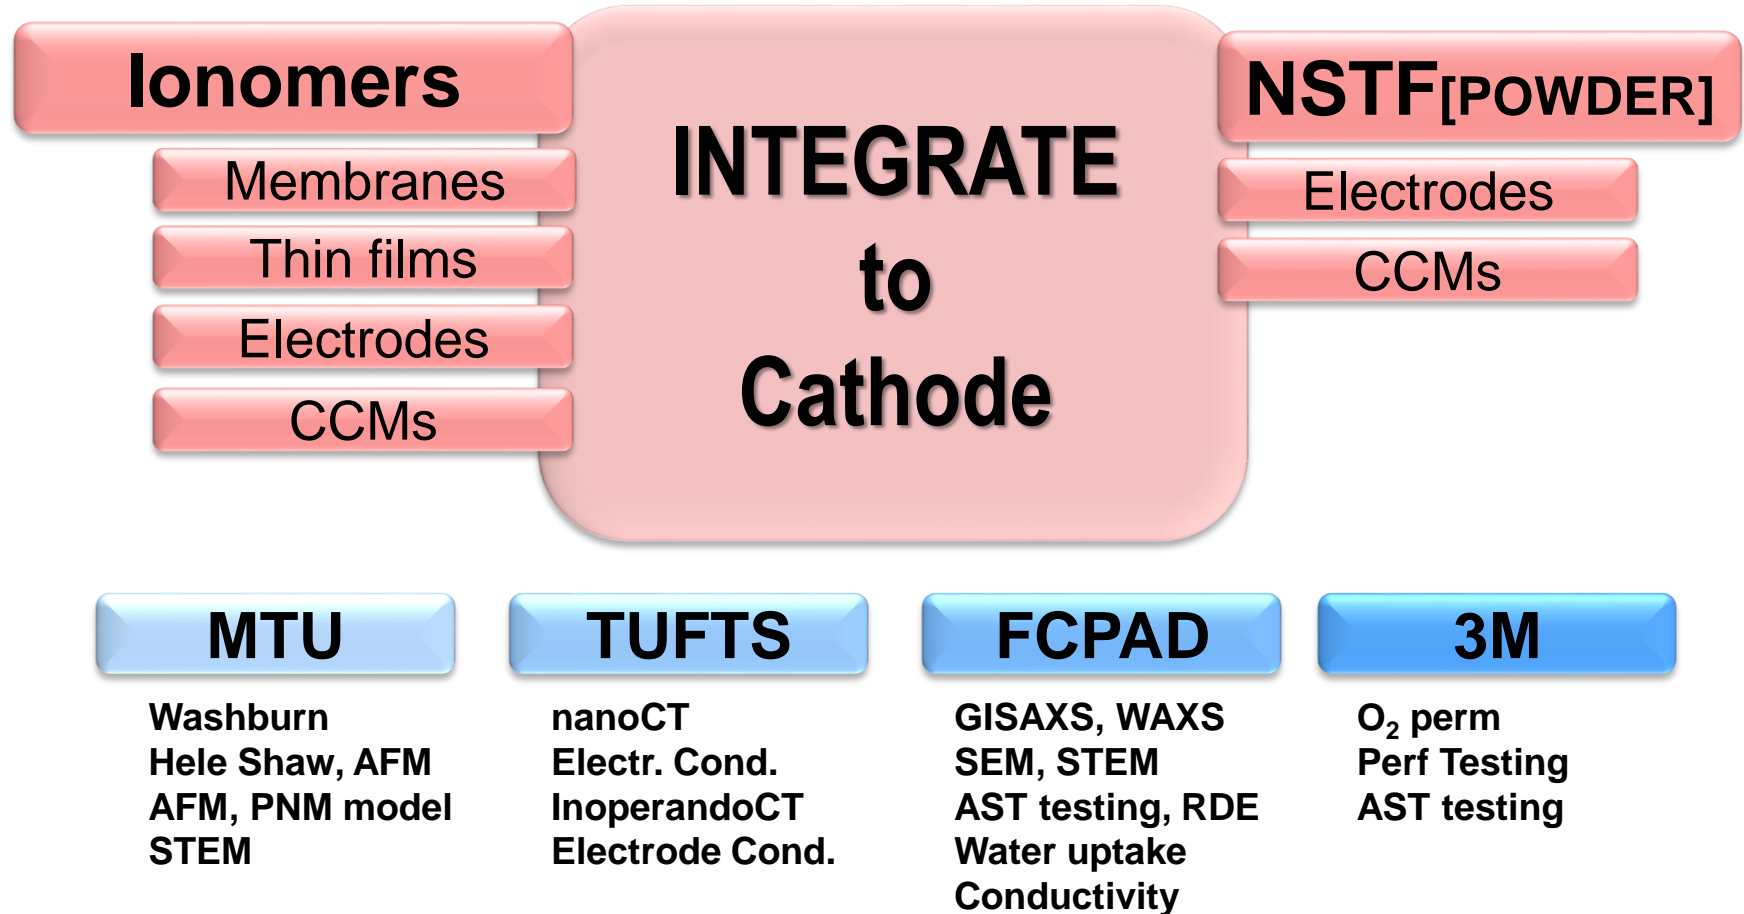 Ionomers
Membranes
Thin films
Electrodes
CCMs
INTEGRATE
to
Cathode
NSTF[POWDER]
Electrodes
CCMs
MTU
Washburn
Hele Shaw, AFM
AFM, PNM model
STEM
TUFTS
nanoCT
Electr. Cond.
InoperandoCT
Electrode Cond.
FCPAD
GISAXS, WAXS
SEM, STEM
AST testing, RDE
Water uptake
Conductivity
3M
O₂ perm
Perf Testing
AST testing